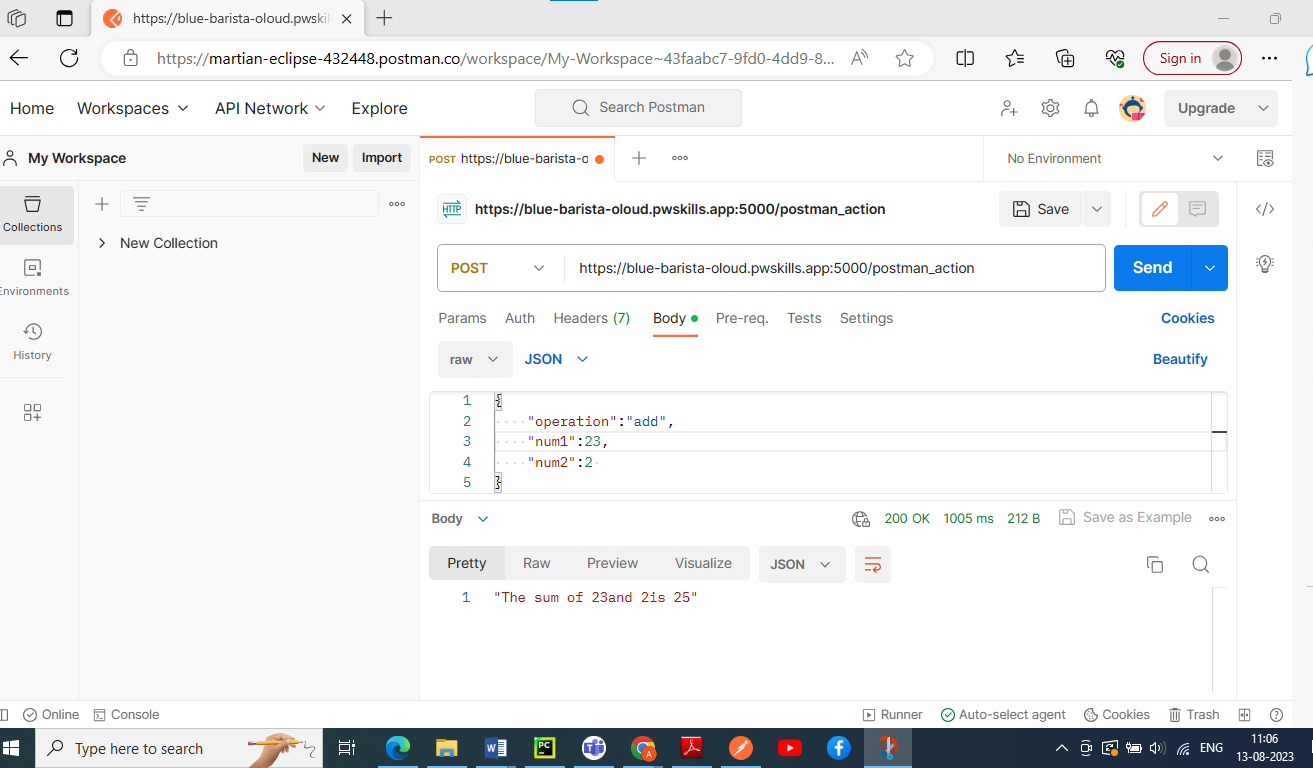 https://blue-barista-oloud.pwskil
https://martian-eclipse-432448.postman.co/workspace/My-Workspace~43faabc7-9fd0-4dd9-8...
Sign in
Home Workspaces API Network Explore
Search Postman
Upgrade
My Workspace
New Import
POST https://blue-barista-o
No Environment
Collections
New Collection
HTTP https://blue-barista-oloud.pwskills.app:5000/postman_action
Save
POST https://blue-barista-oloud.pwskills.app:5000/postman_action
Send
Environments
History
Params Auth Headers (7) Body Pre-req. Tests Settings
Cookies
raw JSON
Beautify
1 {
2 "operation":"add",
3 "num1":23,
4 "num2":2
5 }
Body
200 OK 1005 ms 212 B Save as Example
Pretty Raw Preview Visualize JSON
1 "The sum of 23and 2is 25"
Online Console
Runner Auto-select agent Cookies Trash
Type here to search
ENG
11:06
13-08-2023